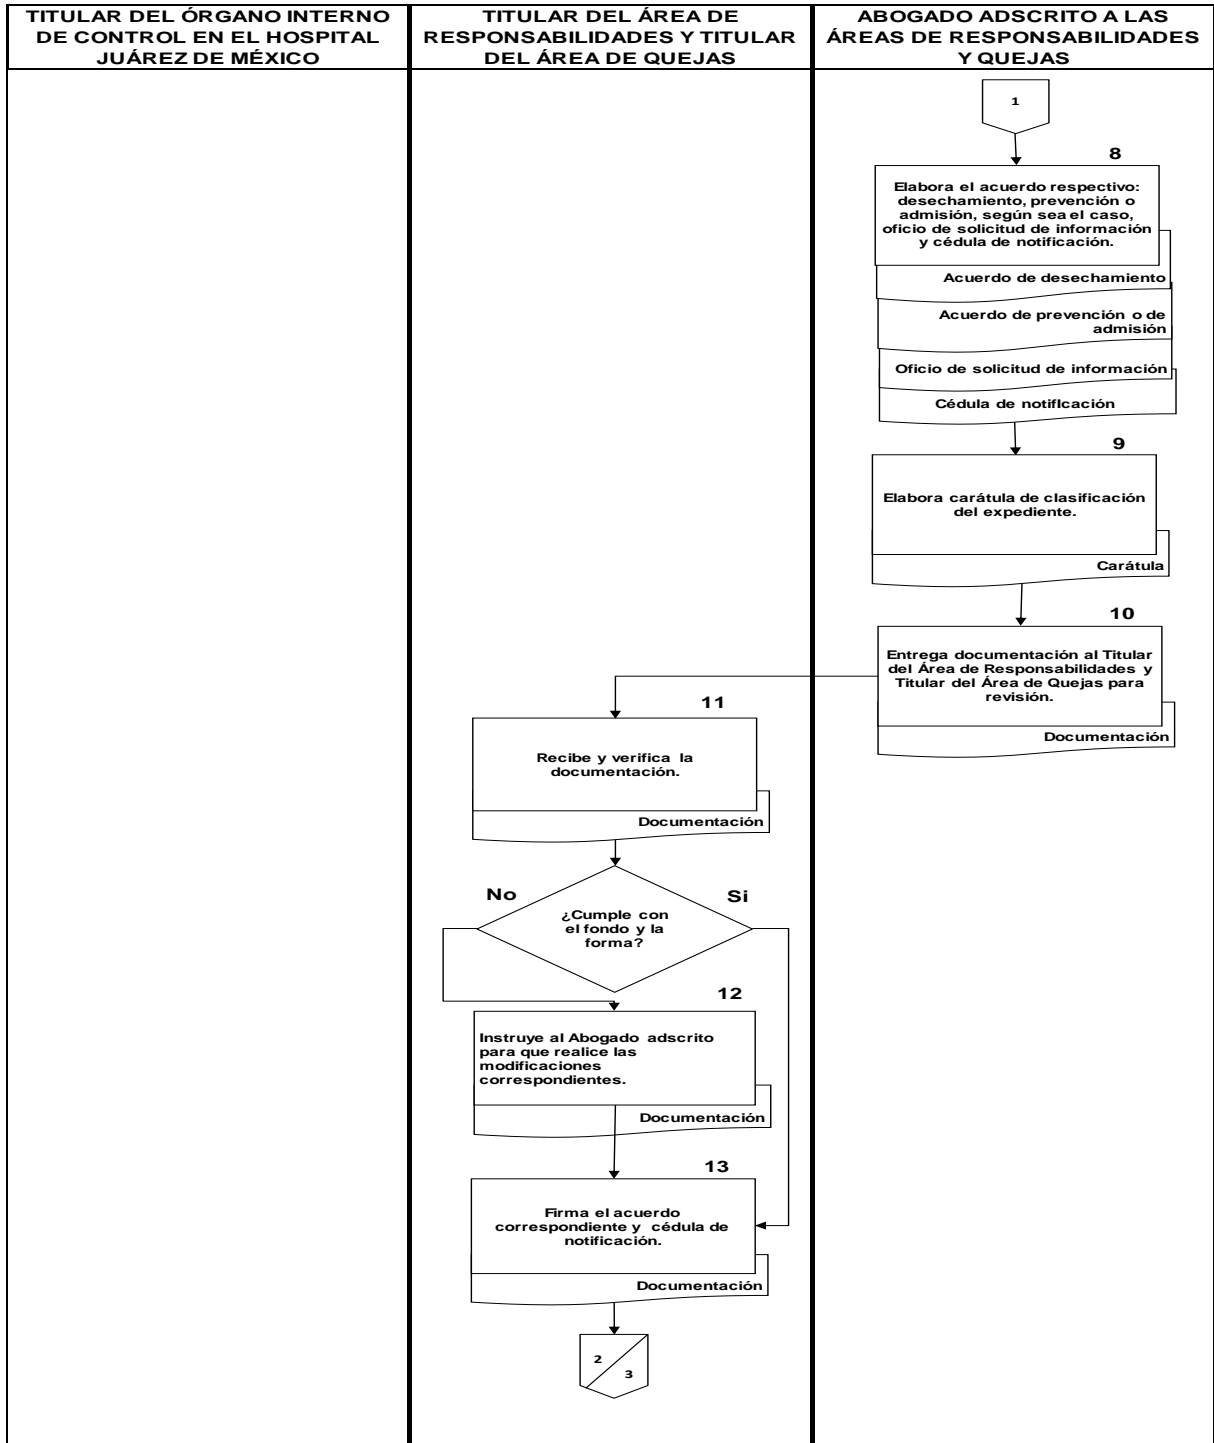 TITULAR DEL ÓRGANO INTERNO
DE CONTROL EN EL HOSPITAL
JUÁREZ DE MÉXICO
TITULAR DEL ÁREA DE
RESPONSABILIDADES Y TITULAR
DEL ÁREA DE QUEJAS
ABOGADO ADSCRITO A LAS
ÁREAS DE RESPONSABILIDADES
Y QUEJAS
1
8
Elabora el acuerdo respectivo:
desechamiento, prevención o
admisión, según sea el caso,
oficio de solicitud de información
y cédula de notificación.
Acuerdo de desechamiento
Acuerdo de prevención o de
admisión
Oficio de solicitud de información
Cédula de notifIcación
9
Elabora carátula de clasificación
del expediente.
Carátula
10
Entrega documentación al Titular
del Área de Responsabilidades y
Titular del Área de Quejas para
revisión.
Documentación
11
Recibe y verifica la
documentación.
Documentación
No
Si
¿Cumple con
el fondo y la
forma?
12
Instruye al Abogado adscrito
para que realice las
modificaciones
correspondientes.
Documentación
13
Firma el acuerdo
correspondiente y cédula de
notificación.
Documentación
2
3